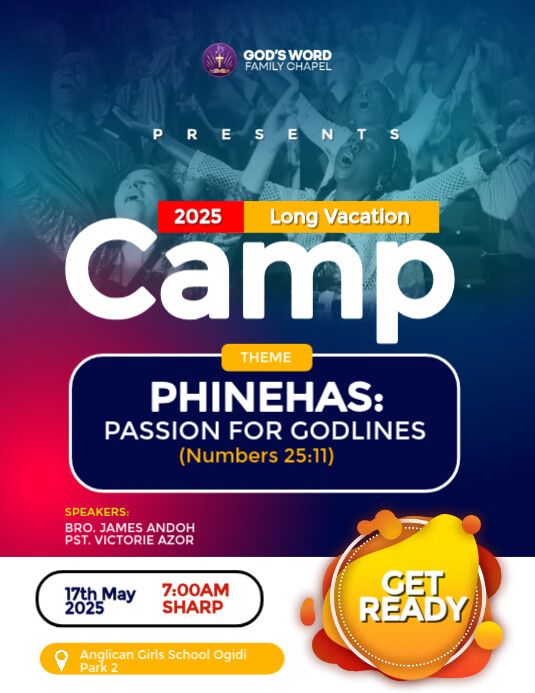 GOD'S WORD
FAMILY CHAPEL
PRESENTS
2025 Long Vacation
Camp
THEME
PHINEHAS:
PASSION FOR GODLINES
(Numbers 25:11)
SPEAKERS:
BRO. JAMES ANDOH
PST. VICTORIE AZOR
17th May
2025
7:00AM
SHARP
GET
READY
Anglican Girls School Ogidi
Park 2